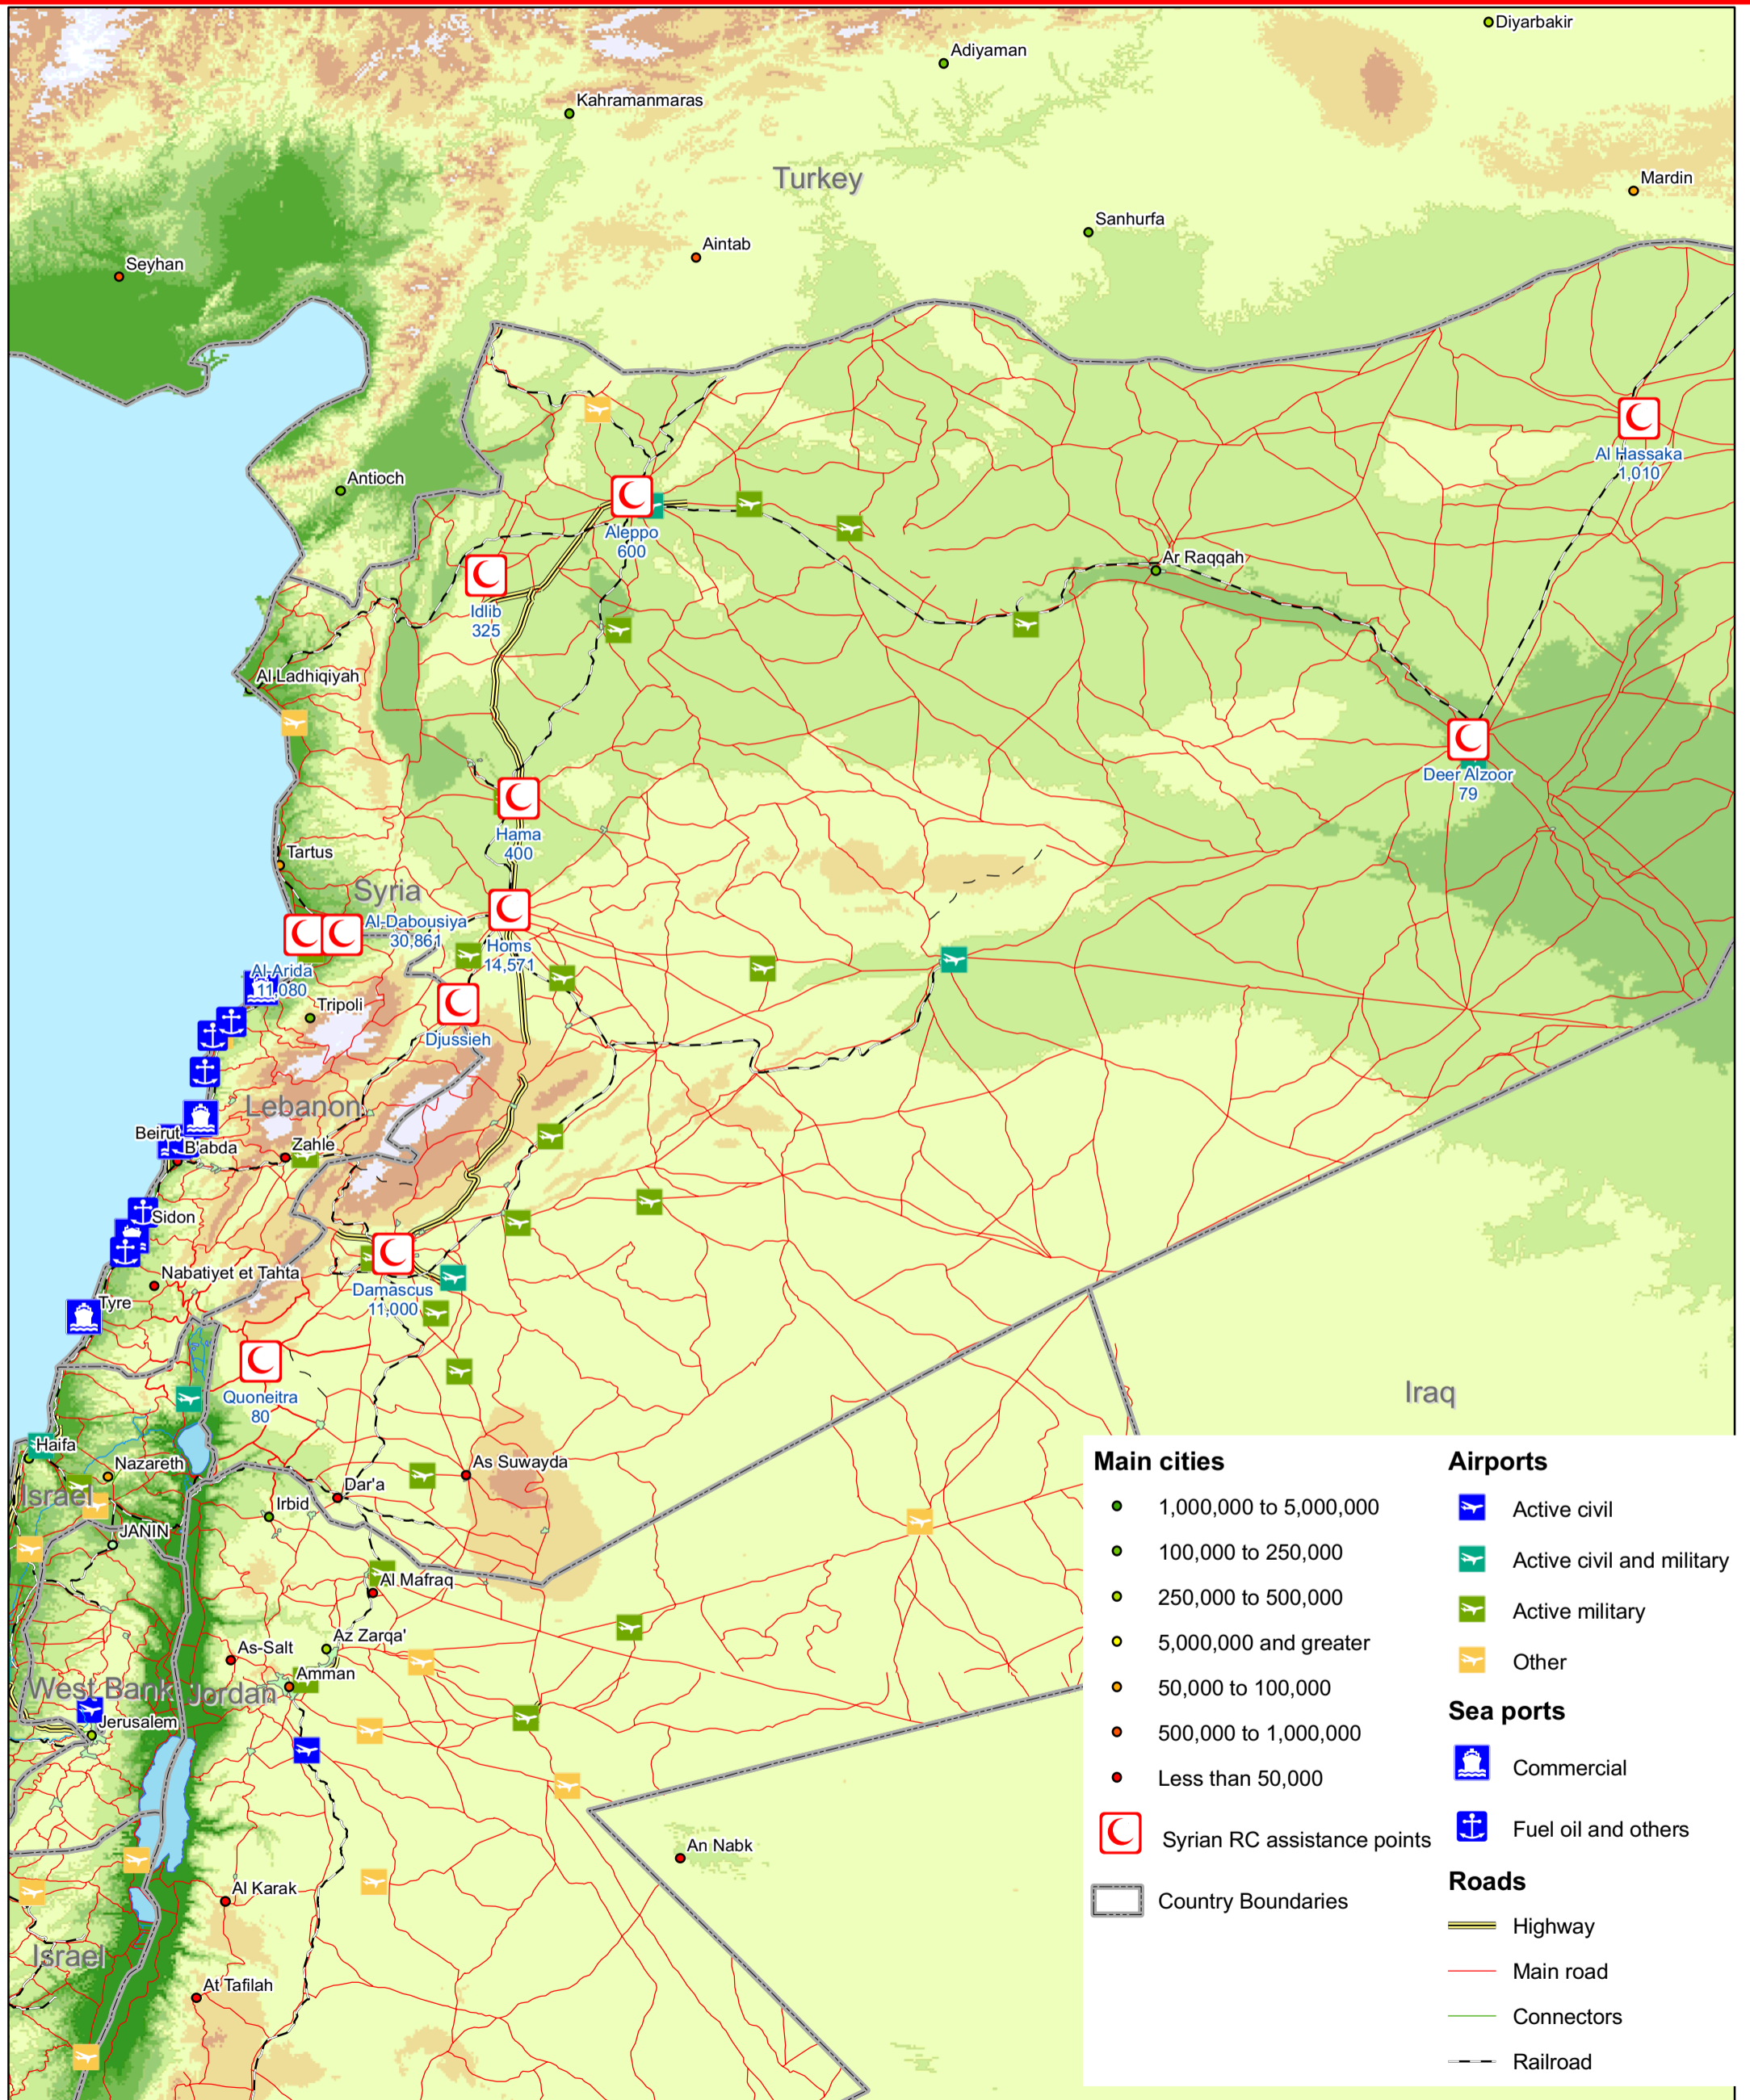 Diyarbakir
Adiyaman
Kahramanmaras
Turkey
Mardin
Sanhurfa
Aintab
Seyhan
Al Hassaka
1,010
Antioch
Aleppo
600
Ar Raqqah
Idlib
325
Al Ladhiqiyah
Deer Alzoor
79
Hama
400
Tartus
Syria
Al-Dabousiya
30,861
Homs
14,571
Al-Arida
11,080
Tripoli
Djussieh
Lebanon
Beirut
B'abda
Zahle
Sidon
Nabatiyet et Tahta
Damascus
11,000
Tyre
Quoneitra
80
Iraq
Haifa
Nazareth
As Suwayda
Dar'a
Israel
Irbid
JANIN
Al Mafraq
Az Zarqa'
As-Salt
Amman
West Bank
Jordan
Jerusalem
An Nabk
Al Karak
Israel
At Tafilah
Main cities
1,000,000 to 5,000,000
100,000 to 250,000
250,000 to 500,000
5,000,000 and greater
50,000 to 100,000
500,000 to 1,000,000
Less than 50,000
Syrian RC assistance points
Country Boundaries
Airports
Active civil
Active civil and military
Active military
Other
Sea ports
Commercial
Fuel oil and others
Roads
Highway
Main road
Connectors
Railroad